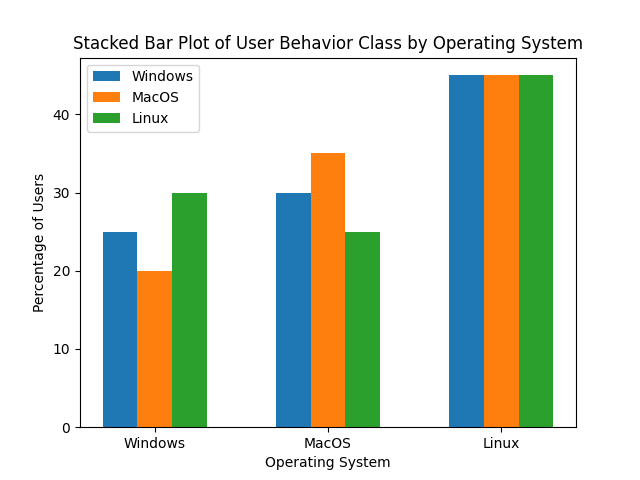 Stacked Bar Plot of User Behavior Class by Operating System
Windows
MacOS
Linux
Percentage of Users
40
30
20
10
0
Windows MacOS Linux
Operating System